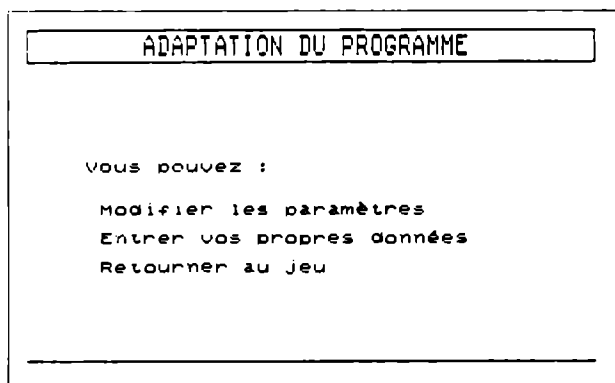 ADAPTATION DU PROGRAMME
Vous pouvez :
Modifier les paramètres
Entrer vos propres données
Retourner au jeu